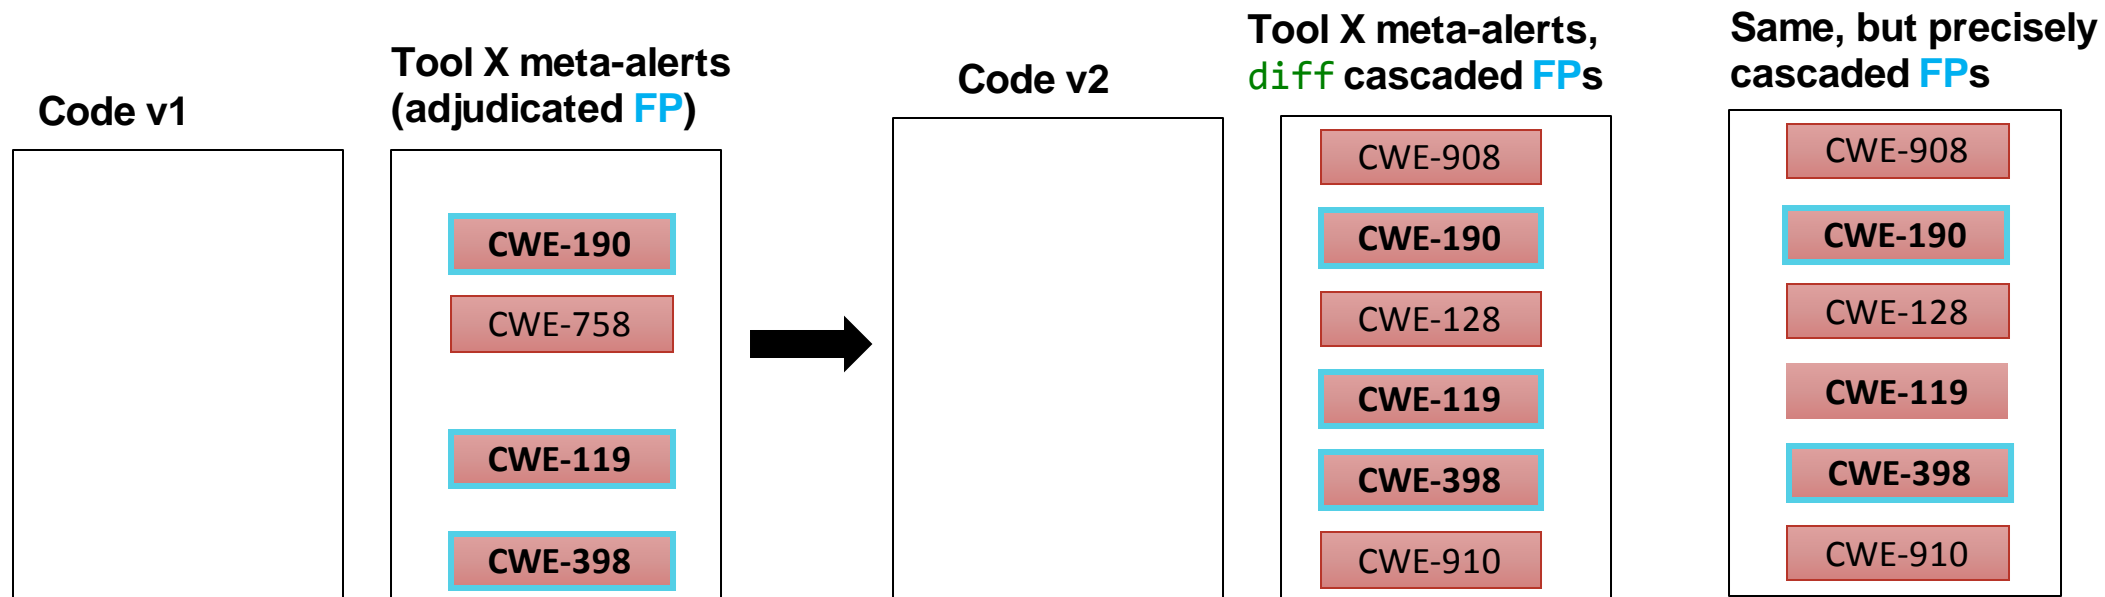 Code v1
Tool X meta-alerts
(adjudicated FP)
CWE-190
CWE-758
CWE-119
CWE-398
Code v2
Tool X meta-alerts,
diff cascaded FPs
CWE-908
CWE-190
CWE-128
CWE-119
CWE-398
CWE-910
Same, but precisely
cascaded FPs
CWE-908
CWE-190
CWE-128
CWE-119
CWE-398
CWE-910